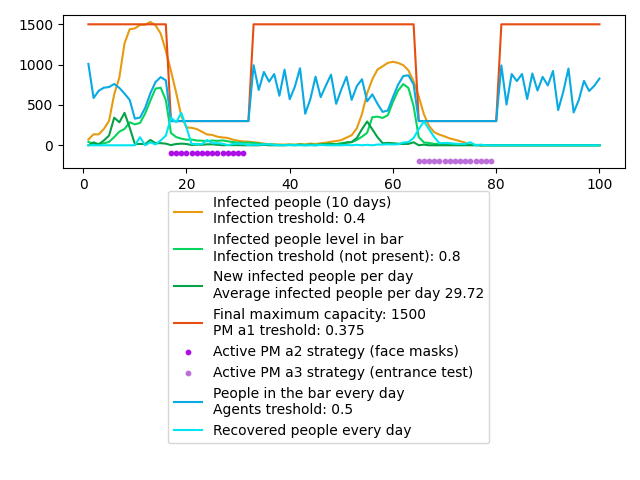 1500
1000
500
0
0
20
40
60
80
100
Infected people (10 days)
Infection treshold: 0.4
Infected people level in bar
Infection treshold (not present): 0.8
New infected people per day
Average infected people per day 29.72
Final maximum capacity: 1500
PM a1 treshold: 0.375
Active PM a2 strategy (face masks)
Active PM a3 strategy (entrance test)
People in the bar every day
Agents treshold: 0.5
Recovered people every day